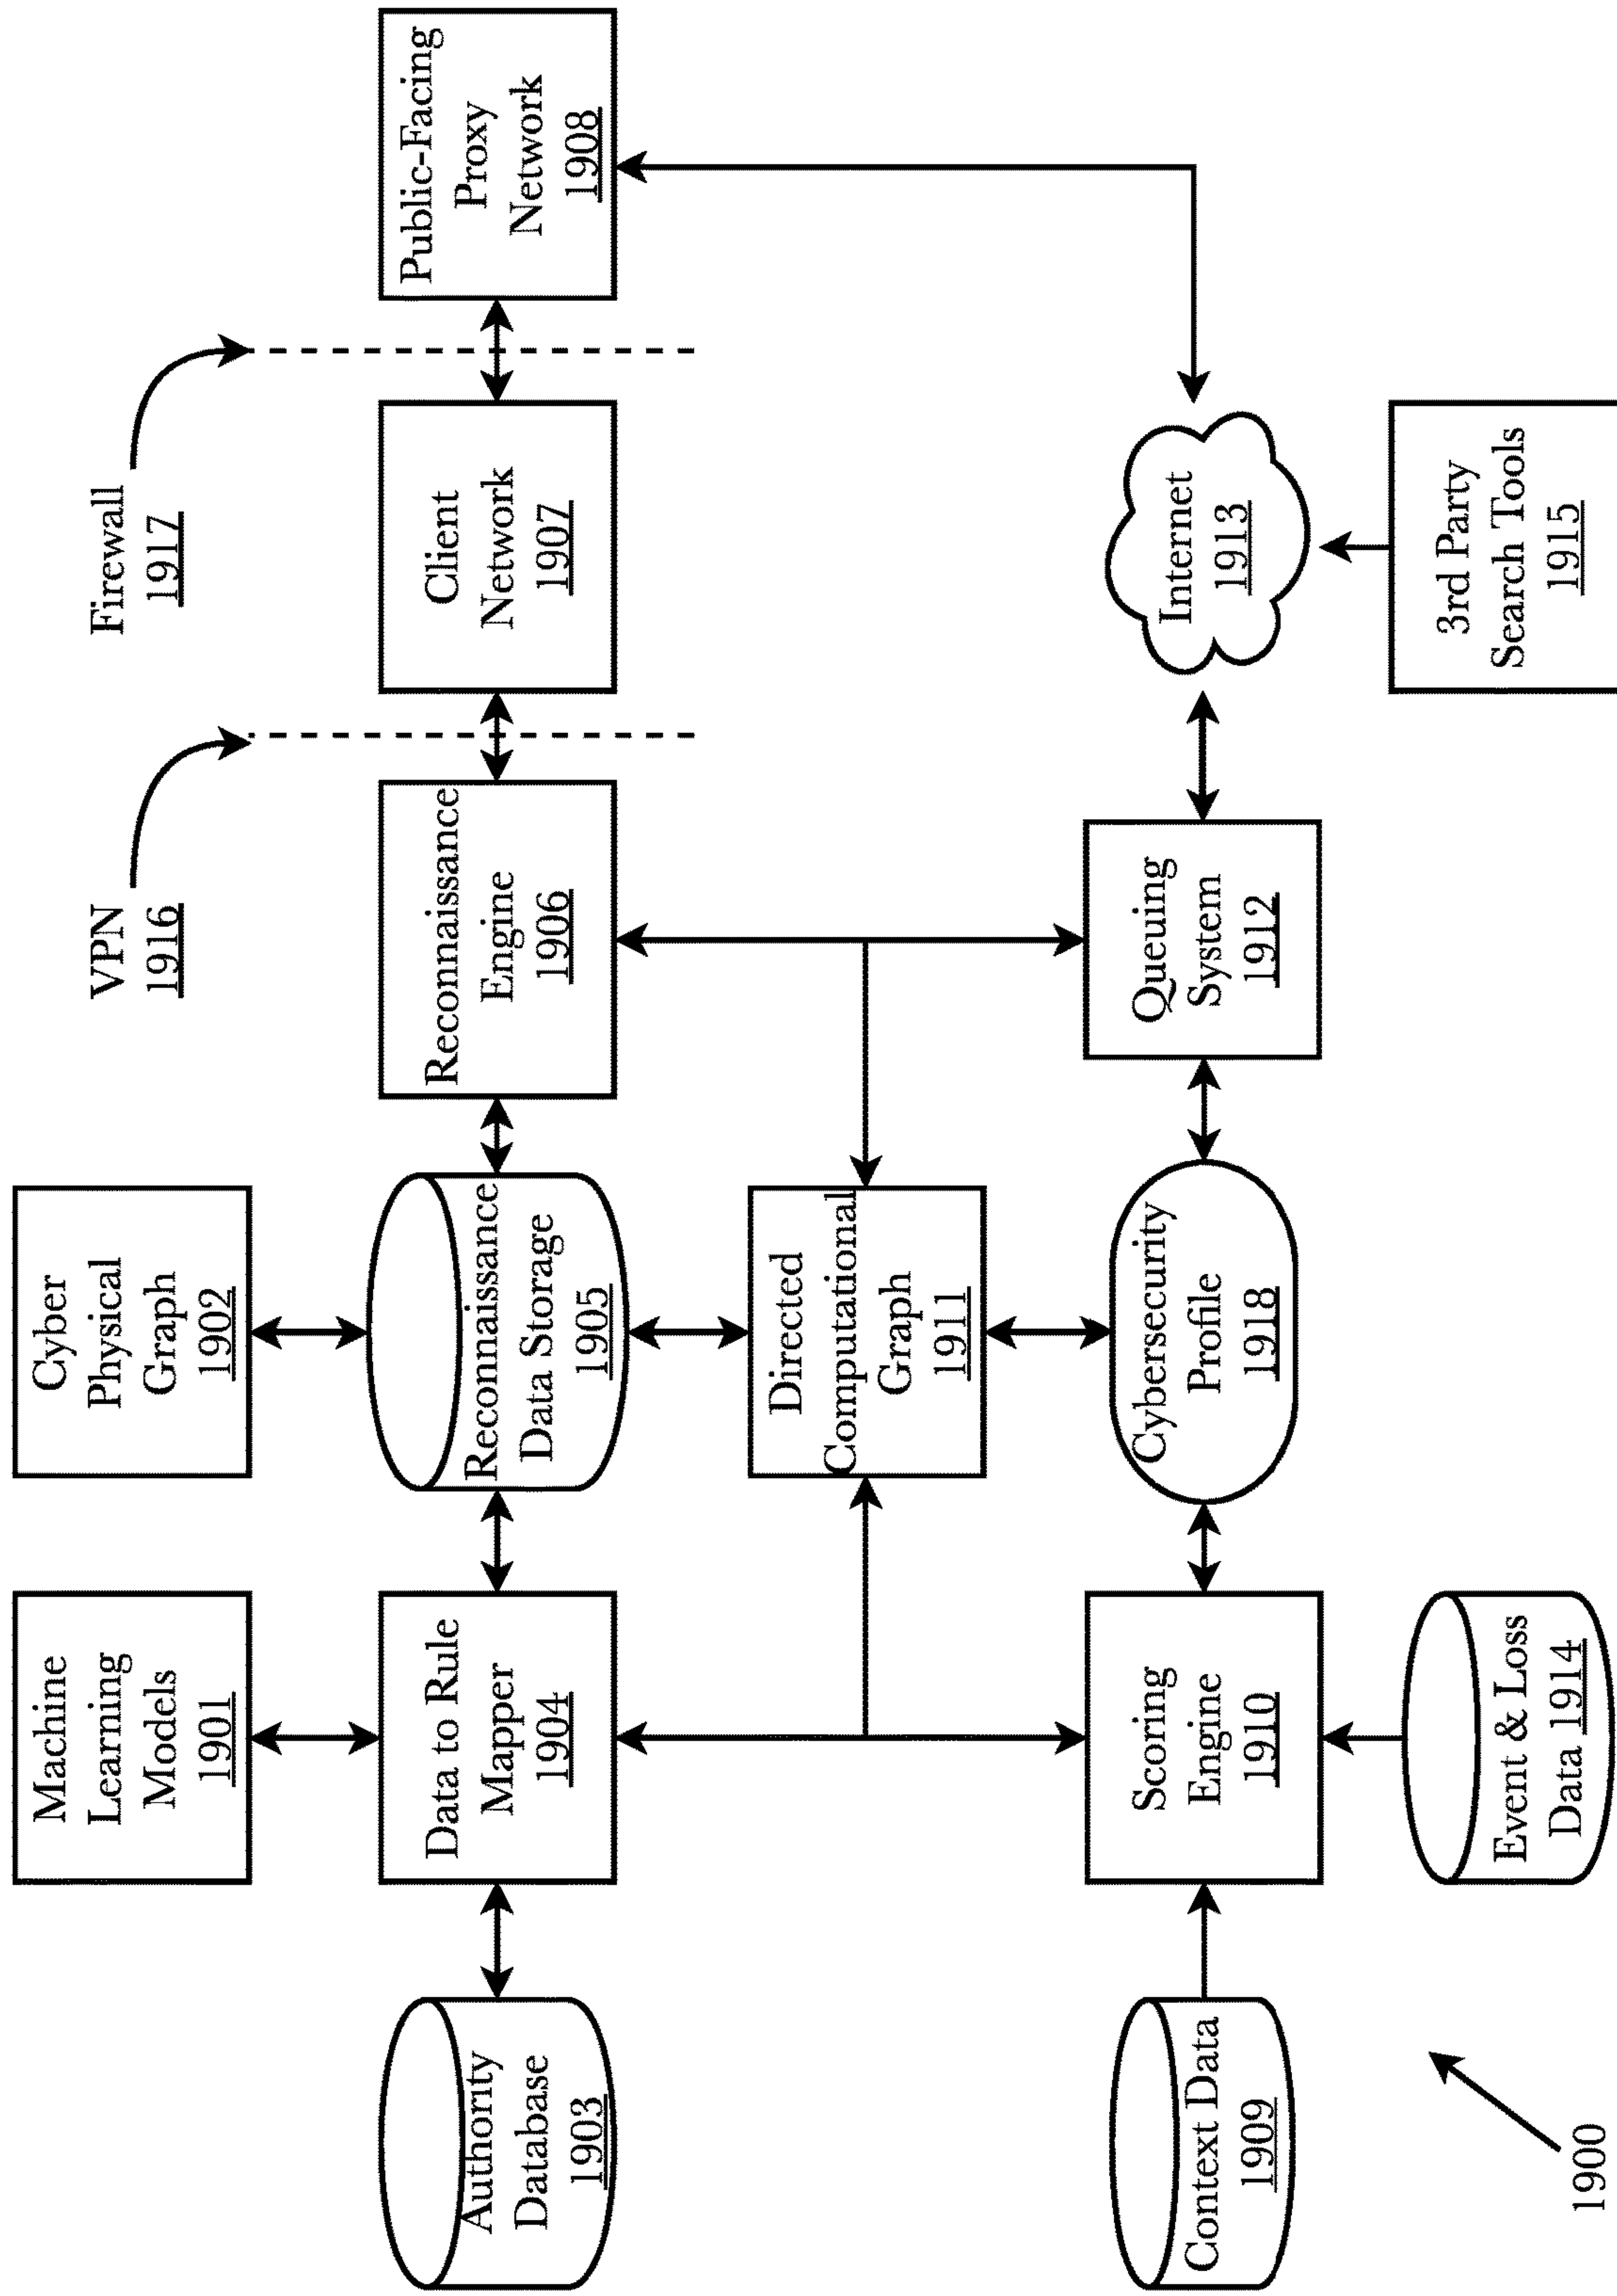 Machine
Learning
Models
1901
Cyber
Physical
Graph
1902
VPN
1916
Firewall
1917
Authority
Database
1903
Data to Rule
Mapper
1904
Reconnaissance
Data Storage
1905
Reconnaissance
Engine
1906
Client
Network
1907
Public-Facing
Proxy
Network
1908
Directed
Computational
Graph
1911
Context Data
1909
Scoring
Engine
1910
Cybersecurity
Profile
1918
Queuing
System
1912
Internet
1913
Event & Loss
Data 1914
3rd Party
Search Tools
1915
1900